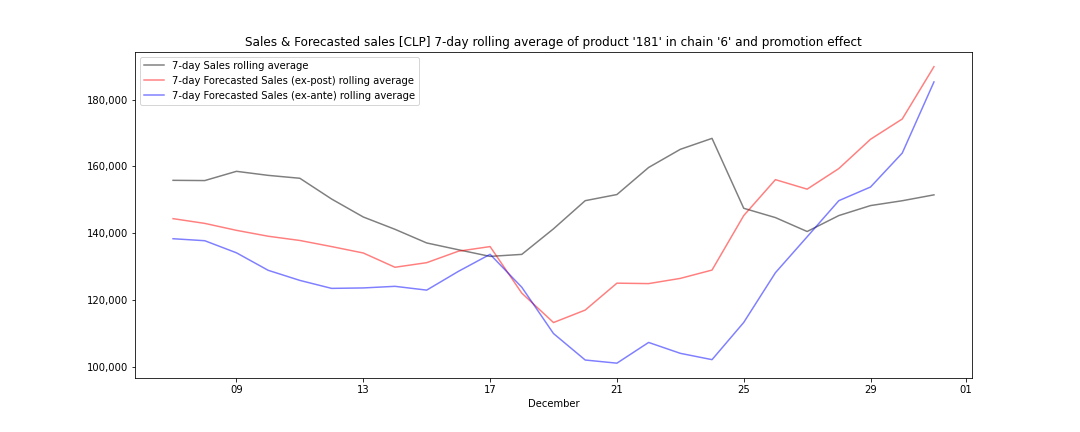 Sales & Forecasted sales [CLP] 7-day rolling average of product '181' in chain '6' and promotion effect
7-day Sales rolling average
7-day Forecasted Sales (ex-post) rolling average
7-day Forecasted Sales (ex-ante) rolling average
180,000
160,000
140,000
120,000
100,000
09 13 17 21 25 29 01
December